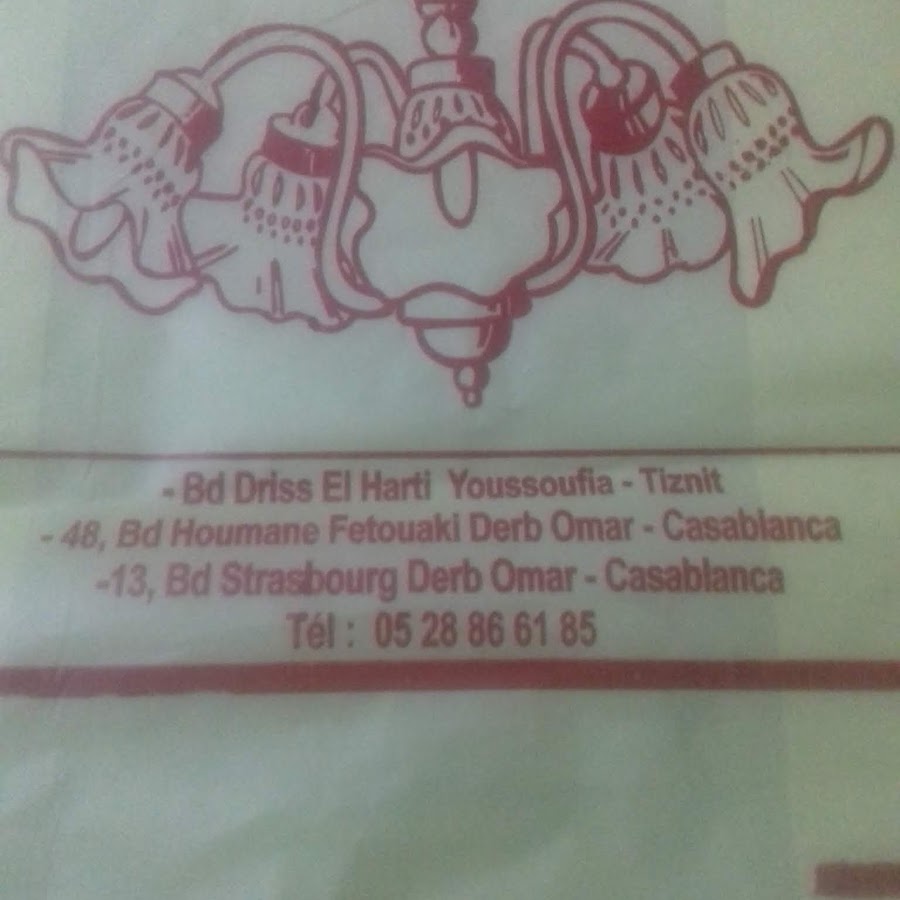 - Bd Driss El Harti Youssoufia - Tiznit
- 48, Bd Houmane Fetouaki Derb Omar - Casablanca
-13, Bd Strasbourg Derb Omar - Casablanca
Tél : 05 28 86 61 85